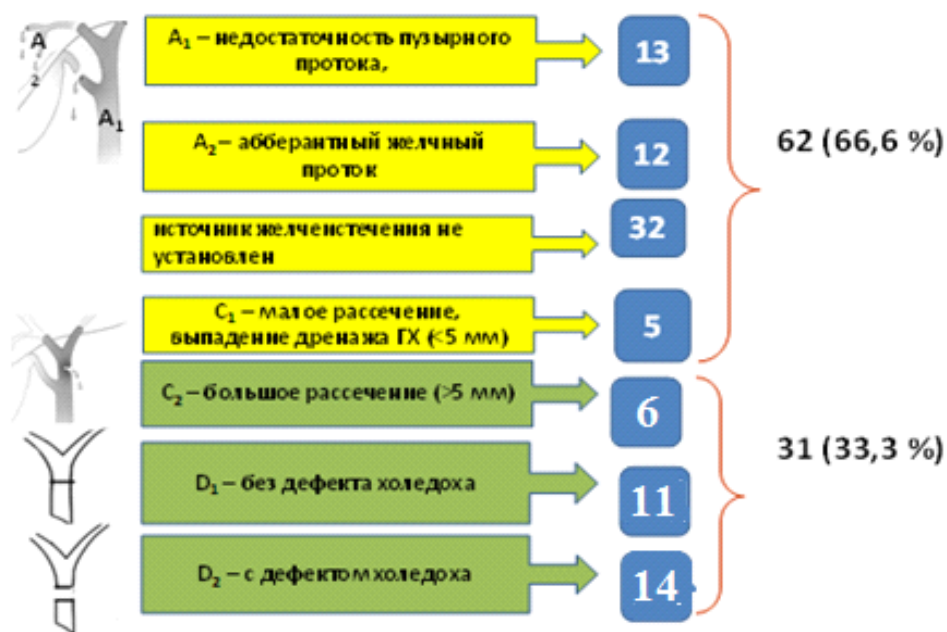 A
2
A₁
A₁ – недостаточность пузырного
протока,
13
A₂ – абберантный желчный
проток
12
источник желчеистечения не
установлен
32
C₁ – малое рассечение,
выпадение дренажа ГХ (<5 мм)
5
62 (66,6 %)
C₂ – большое рассечение (>5 мм)
6
D₁ – без дефекта холедоха
11
D₂ – с дефектом холедоха
14
31 (33,3 %)